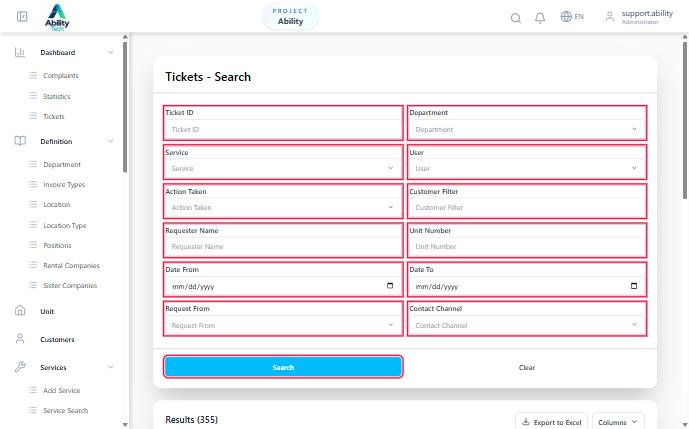 Ability
Tech
PROJECT
Ability
EN
support.ability
Administrator
Dashboard
Complaints
Statistics
Tickets
Definition
Department
Invoice Types
Location
Location Type
Positions
Rental Companies
Sister Companies
Unit
Customers
Services
Add Service
Service Search
Tickets - Search
Ticket ID
Ticket ID
Department
Department
Service
Service
User
User
Action Taken
Action Taken
Customer Filter
Customer Filter
Requester Name
Requester Name
Unit Number
Unit Number
Date From
mm/dd/yyyy
Date To
mm/dd/yyyy
Request From
Request From
Contact Channel
Contact Channel
Search
Clear
Results (355)
Export to Excel
Columns